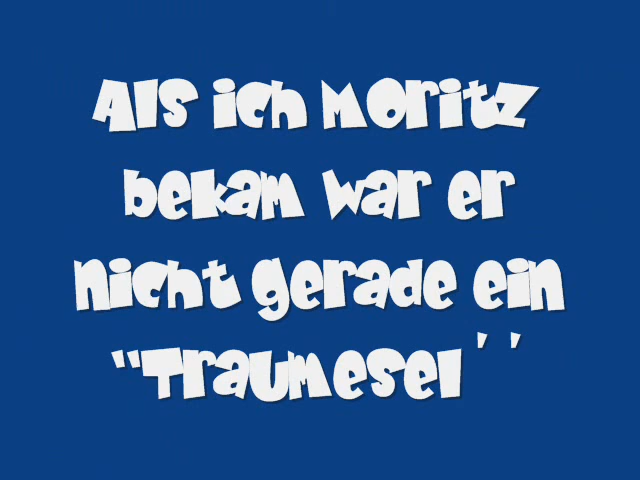 Als ich Moritz
bekam war er
nicht gerade ein
"Traumesel´´